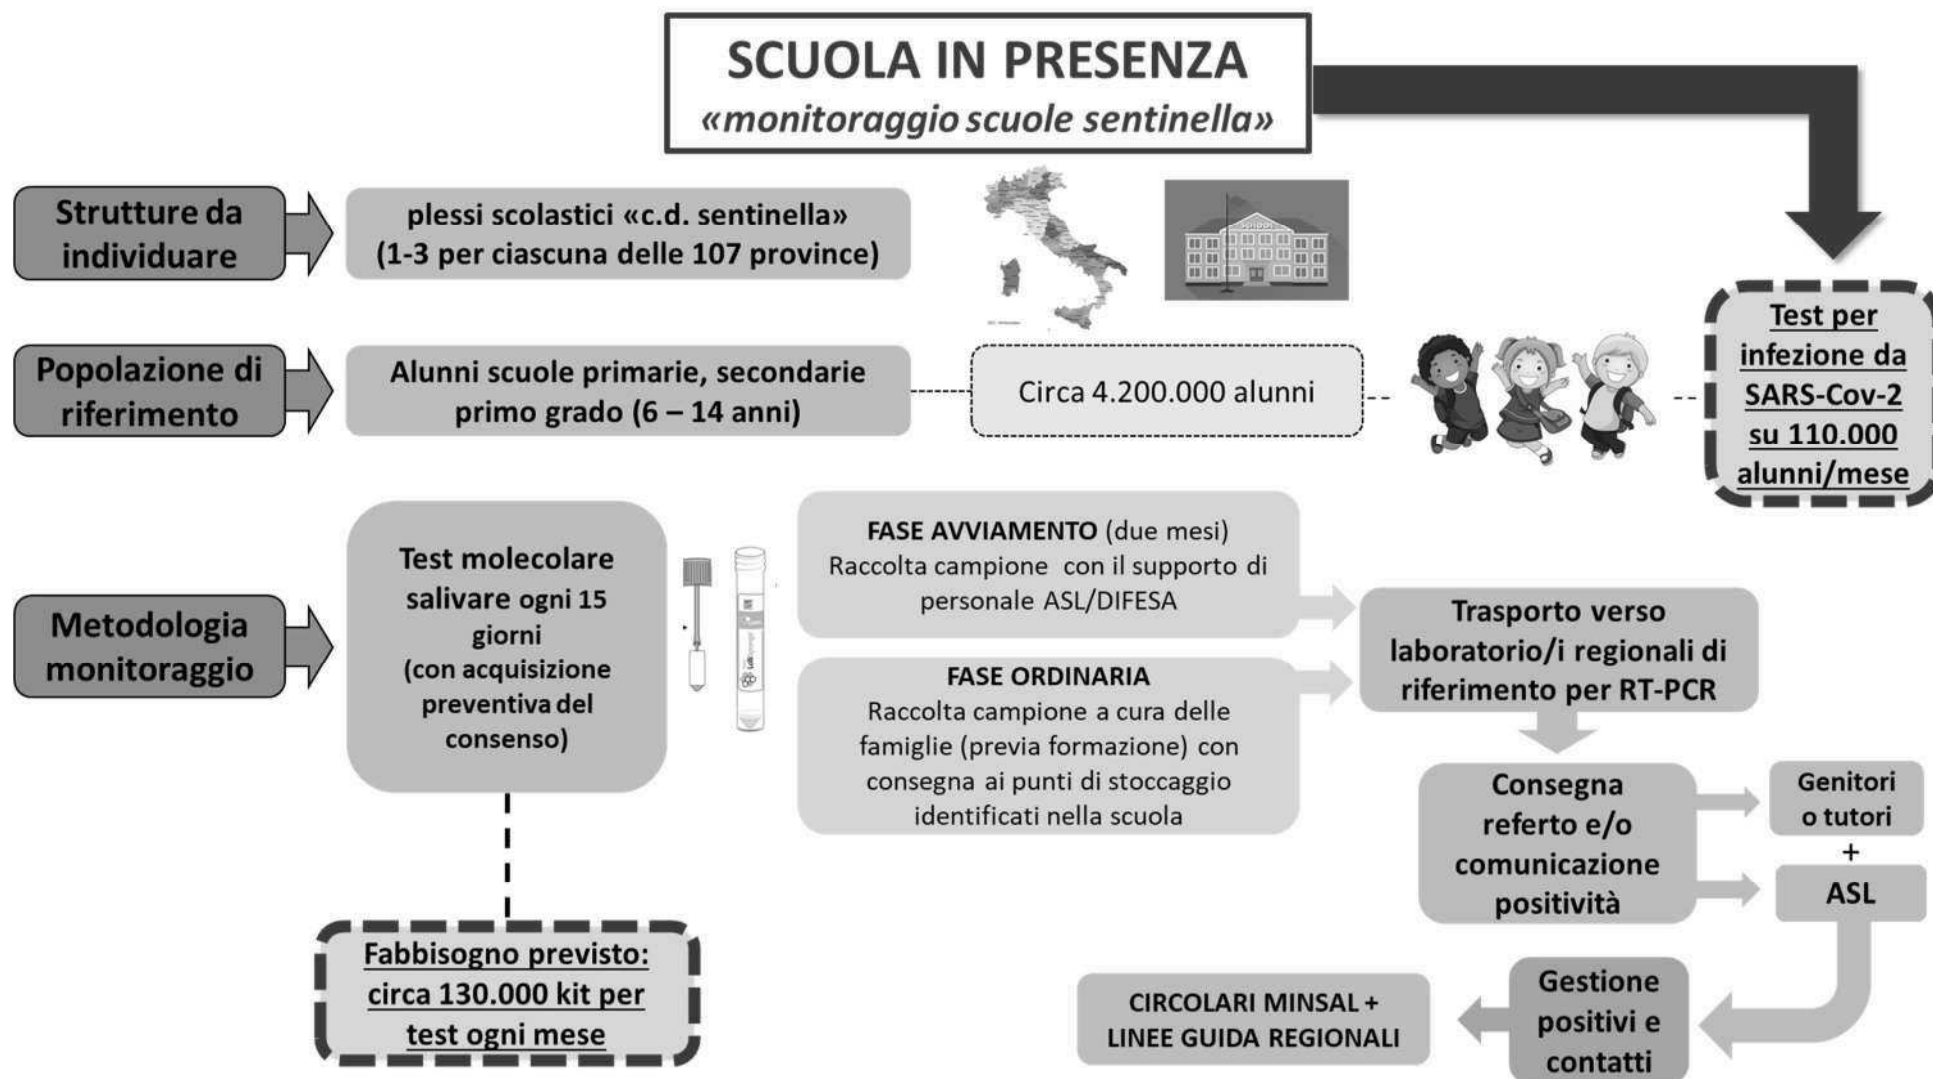 SCUOLA IN PRESENZA
«monitoraggio scuole sentinella»
Strutture da
individuare
plessi scolastici «c.d. sentinella»
(1-3 per ciascuna delle 107 province)
Popolazione di
riferimento
Alunni scuole primarie, secondarie
primo grado (6 – 14 anni)
Circa 4.200.000 alunni
Test per
infezione da
SARS-Cov-2
su 110.000
alunni/mese
Metodologia
monitoraggio
Test molecolare
salivare ogni 15
giorni
(con acquisizione
preventiva del
consenso)
FASE AVVIAMENTO (due mesi)
Raccolta campione con il supporto di
personale ASL/DIFESA
FASE ORDINARIA
Raccolta campione a cura delle
famiglie (previa formazione) con
consegna ai punti di stoccaggio
identificati nella scuola
Trasporto verso
laboratorio/i regionali di
riferimento per RT-PCR
Consegna
referto e/o
comunicazione
positività
Genitori
o tutori
+
ASL
Fabbisogno previsto:
circa 130.000 kit per
test ogni mese
Gestione
positivi e
contatti
CIRCOLARI MINSAL +
LINEE GUIDA REGIONALI